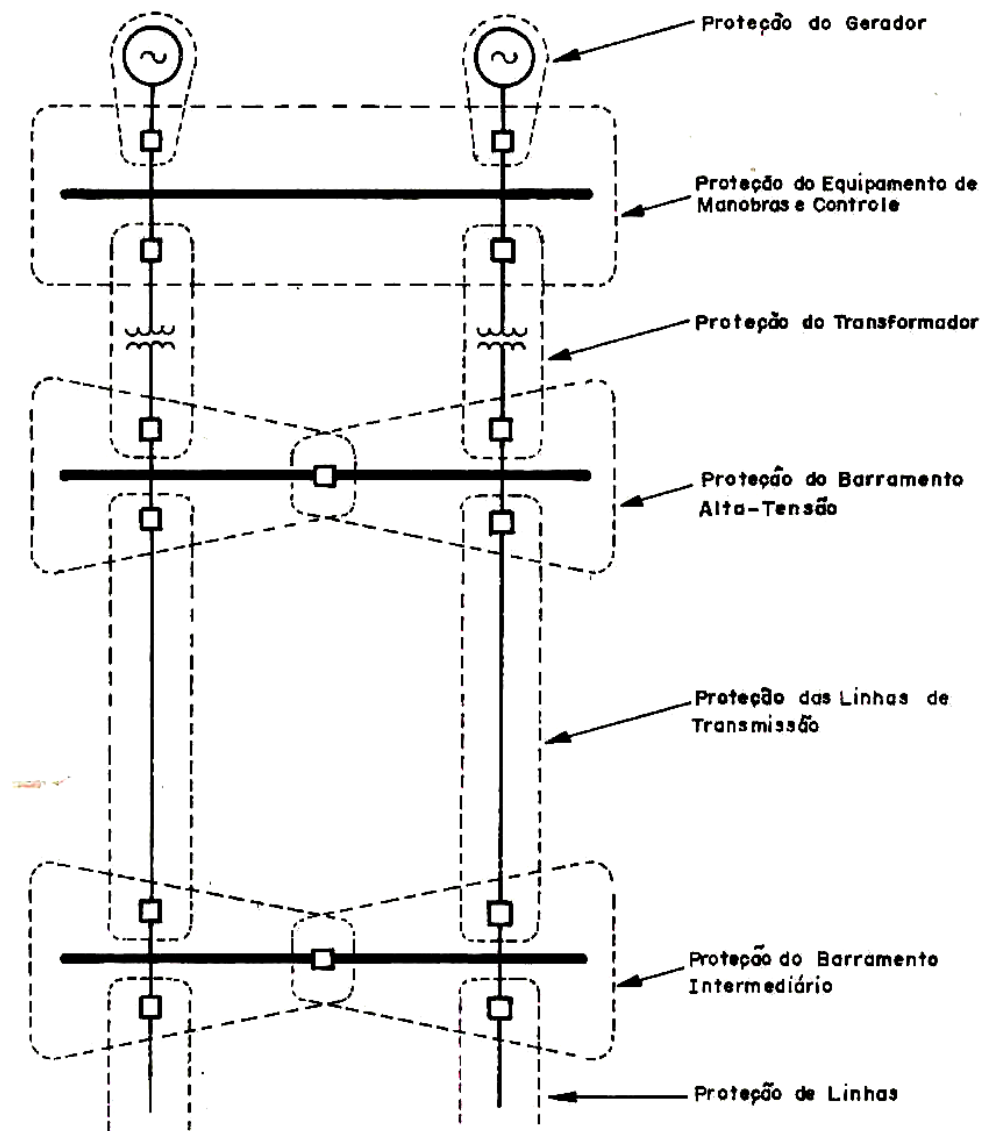 Proteção do Gerador
Proteção do Equipamento de
Manobras e Controle
Proteção do Transformador
Proteção do Barramento
Alta-Tensão
Proteção das Linhas de
Transmissão
Proteção do Barramento
Intermediário
Proteção de Linhas